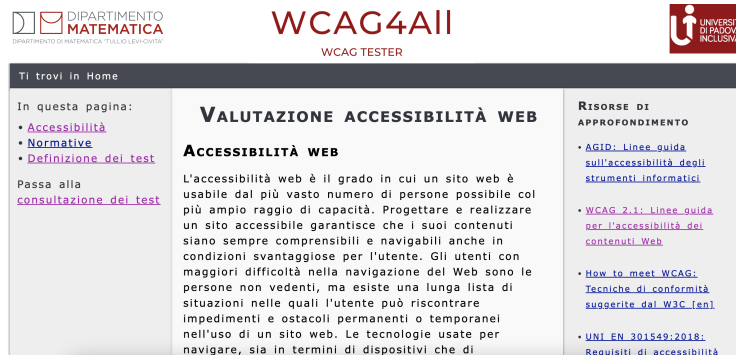 DIPARTIMENTO
MATEMATICA
DIPARTIMENTO DI MATEMATICA "TULLIO LEVI-CIVITA"
WCAG4All
WCAG TESTER
UNIVERSIT
DI PADOVA
INCLUSIVA
Ti trovi in Home
In questa pagina:
• Accessibilità
• Normative
• Definizione dei test
Passa alla
consultazione dei test
Valutazione accessibilità web
Accessibilità web
L'accessibilità web è il grado in cui un sito web è
usabile dal più vasto numero di persone possibile col
più ampio raggio di capacità. Progettare e realizzare
un sito accessibile garantisce che i suoi contenuti
siano sempre comprensibili e navigabili anche in
condizioni svantaggiose per l'utente. Gli utenti con
maggiori difficoltà nella navigazione del Web sono le
persone non vedenti, ma esiste una lunga lista di
situazioni nelle quali l'utente può riscontrare
impedimenti e ostacoli permanenti o temporanei
nell'uso di un sito web. Le tecnologie usate per
navigare, sia in termini di dispositivi che di
Risorse di
approfondimento
• AGID: Linee guida
sull'accessibilità degli
strumenti informatici
• WCAG 2.1: Linee guida
per l'accessibilità dei
contenuti Web
• How to meet WCAG:
Tecniche di conformità
suggerite dal W3C [en]
• UNI EN 301549:2018:
Requisiti di accessibilità